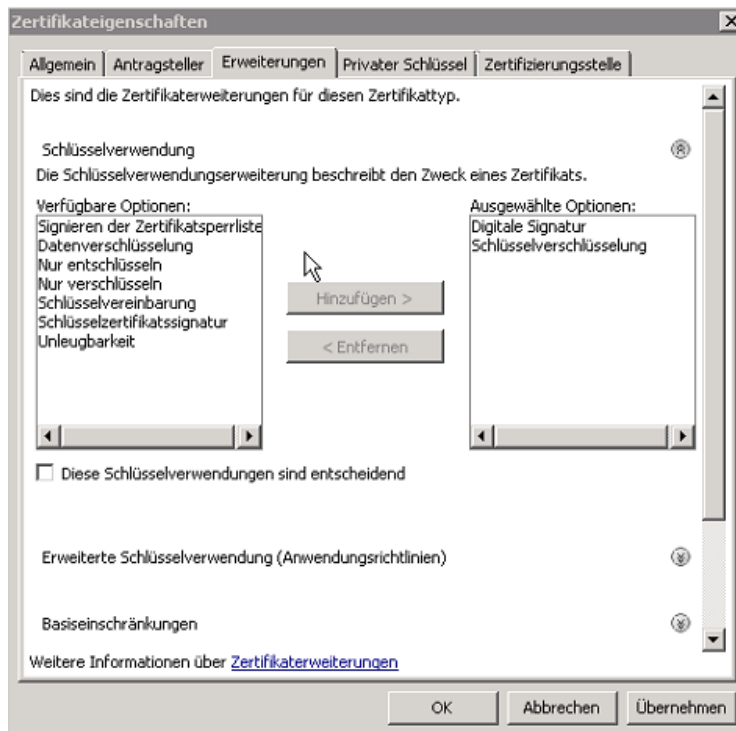 Zertifikateigenschaften
Allgemein Antragsteller Erweiterungen Privater Schlüssel Zertifizierungsstelle
Dies sind die Zertifikaterweiterungen für diesen Zertifikattyp.
Schlüsselverwendung
Die Schlüsselverwendungserweiterung beschreibt den Zweck eines Zertifikats.
Verfügbare Optionen:
Signieren der Zertifikatsperrliste
Datenverschlüsselung
Nur entschlüsseln
Nur verschlüsseln
Schlüsselvereinbarung
Schlüsselzertifikatssignatur
Unleugbarkeit
Hinzufügen >
< Entfernen
Ausgewählte Optionen:
Digitale Signatur
Schlüsselverschlüsselung
Diese Schlüsselverwendungen sind entscheidend
Erweiterte Schlüsselverwendung (Anwendungsrichtlinien)
Basiseinschränkungen
Weitere Informationen über Zertifikaterweiterungen
OK Abbrechen Übernehmen